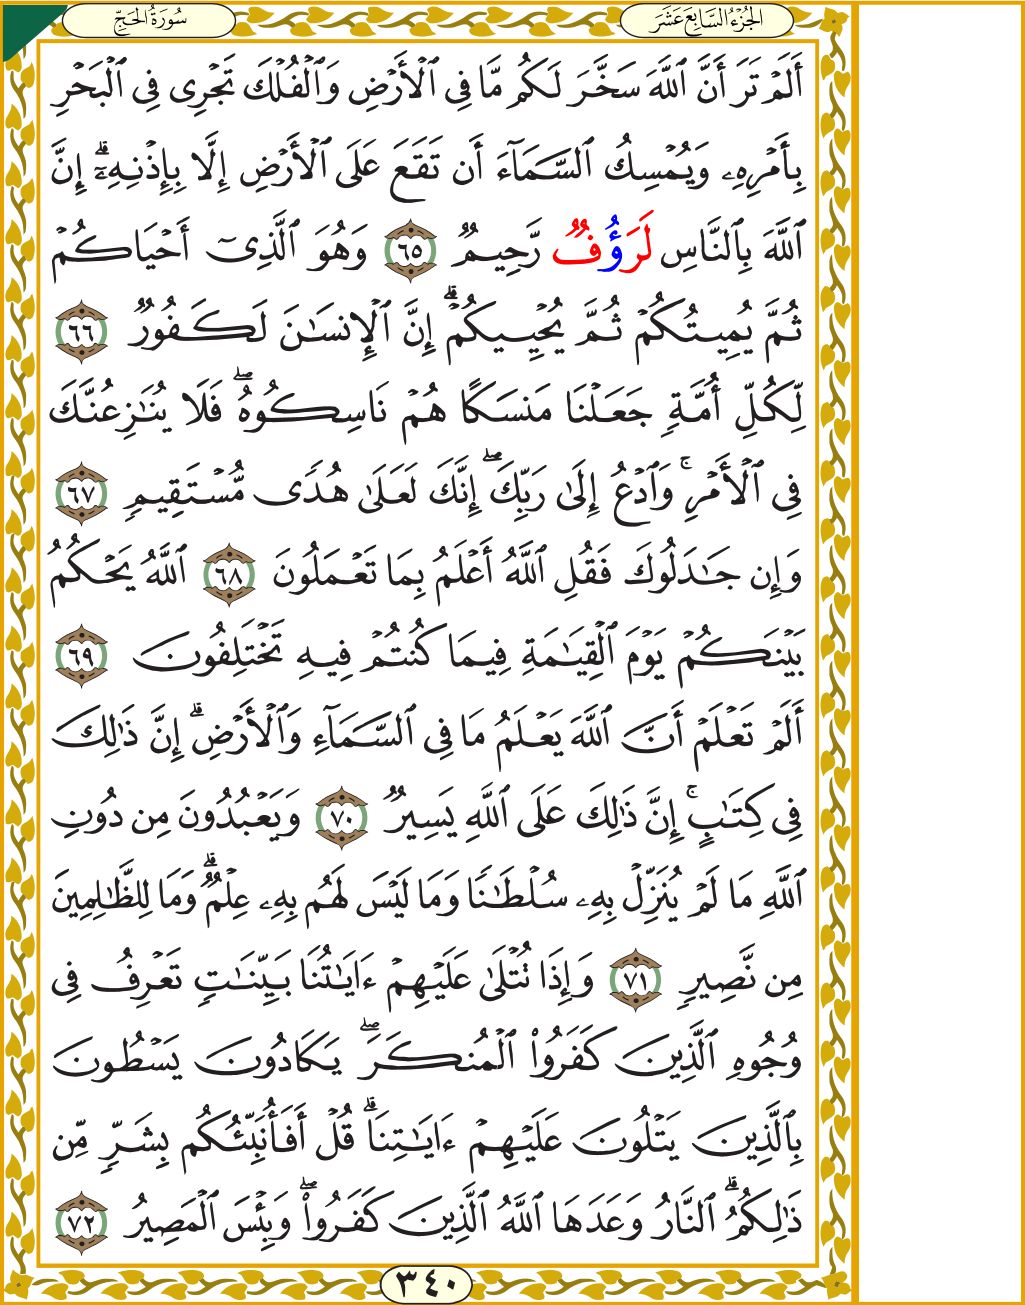 الجُزْءُ السَّابِعَ عَشَرَ
سُورَةُ الحَجِّ
أَلَمْ تَرَ أَنَّ ٱللَّهَ سَخَّرَ لَكُم مَّا فِي ٱلْأَرْضِ وَٱلْفُلْكَ تَجْرِى فِي ٱلْبَحْرِ
بِأَمْرِهِۦ وَيُمْسِكُ ٱلسَّمَآءَ أَن تَقَعَ عَلَى ٱلْأَرْضِ إِلَّا بِإِذْنِهِۦٓ ۗ إِنَّ
ٱللَّهَ بِٱلنَّاسِ لَرَؤُفٌ رَّحِيمٌ ٦٥ وَهُوَ ٱلَّذِىٓ أَحْيَاكُمْ
ثُمَّ يُمِيتُكُمْ ثُمَّ يُحْيِيكُمْ ۗ إِنَّ ٱلْإِنسَٰنَ لَكَفُورٌ ٦٦
لِّكُلِّ أُمَّةٍ جَعَلْنَا مَنسَكًا هُمْ نَاسِكُوهُ ۖ فَلَا يُنَٰزِعُنَّكَ
فِي ٱلْأَمْرِ ۚ وَٱدْعُ إِلَىٰ رَبِّكَ ۖ إِنَّكَ لَعَلَىٰ هُدًى مُّسْتَقِيمٍ ٦٧
وَإِن جَٰدَلُوكَ فَقُلِ ٱللَّهُ أَعْلَمُ بِمَا تَعْمَلُونَ ٦٨ ٱللَّهُ يَحْكُمُ
بَيْنَكُمْ يَوْمَ ٱلْقِيَٰمَةِ فِيمَا كُنتُمْ فِيهِ تَخْتَلِفُونَ ٦٩
أَلَمْ تَعْلَمْ أَنَّ ٱللَّهَ يَعْلَمُ مَا فِي ٱلسَّمَآءِ وَٱلْأَرْضِ ۗ إِنَّ ذَٰلِكَ
فِي كِتَٰبٍ ۚ إِنَّ ذَٰلِكَ عَلَى ٱللَّهِ يَسِيرٌ ٧٠ وَيَعْبُدُونَ مِن دُونِ
ٱللَّهِ مَا لَمْ يُنَزِّلْ بِهِۦ سُلْطَٰنًا وَمَا لَيْسَ لَهُم بِهِۦ عِلْمٌ ۗ وَمَا لِلظَّٰلِمِينَ
مِن نَّصِيرٍ ٧١ وَإِذَا تُتْلَىٰ عَلَيْهِمْ ءَايَٰتُنَا بَيِّنَٰتٍ تَعْرِفُ فِي
وُجُوهِ ٱلَّذِينَ كَفَرُوا۟ ٱلْمُنكَرَ ۖ يَكَادُونَ يَسْطُونَ
بِٱلَّذِينَ يَتْلُونَ عَلَيْهِمْ ءَايَٰتِنَا ۗ قُلْ أَفَأُنَبِّئُكُم بِشَرٍّ مِّن
ذَٰلِكُمُ ۗ ٱلنَّارُ وَعَدَهَا ٱللَّهُ ٱلَّذِينَ كَفَرُوا۟ ۖ وَبِئْسَ ٱلْمَصِيرُ ٧٢
٣٤٠